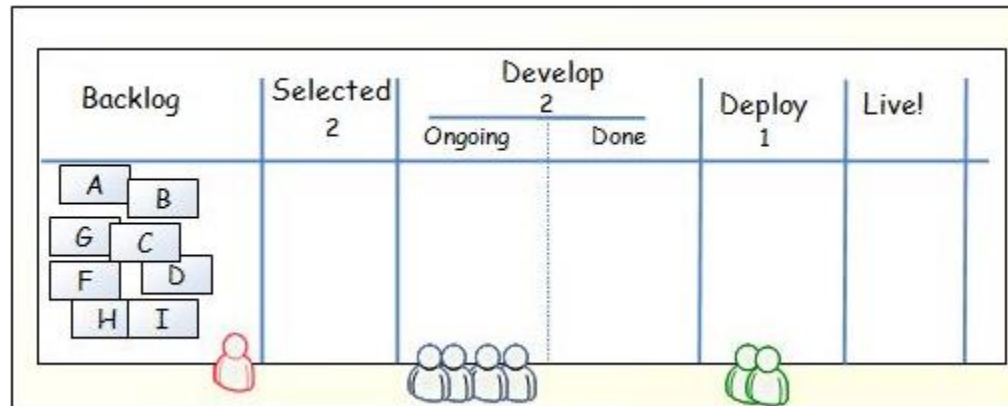 Backlog
Selected
2
Develop
2
Ongoing
Done
Deploy
1
Live!
A
B
G
C
F
D
H
I